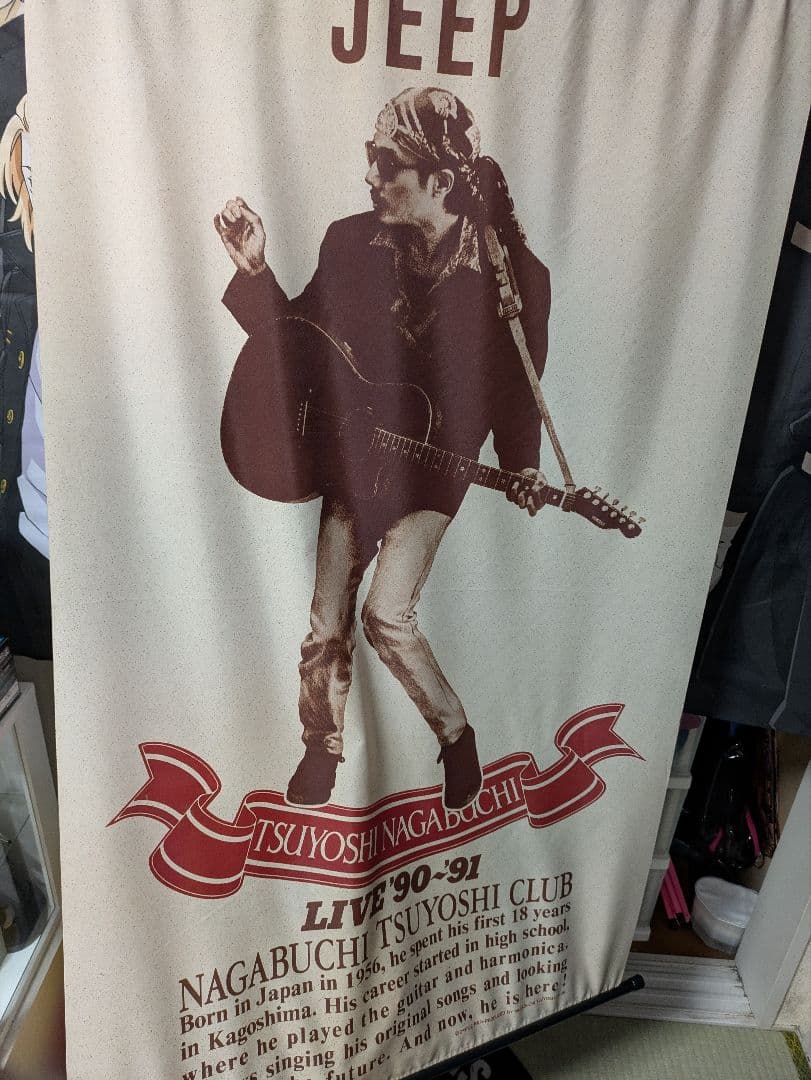 JEEP
TSUYOSHI NAGABUCHI
LIVE '90~'91
NAGABUCHI TSUYOSHI CLUB
Born in Japan in 1956, he spent his first 18 years
in Kagoshima. His career started in high school,
where he played the guitar and harmonica.
singing his original songs and looking
future. And now, he is here!